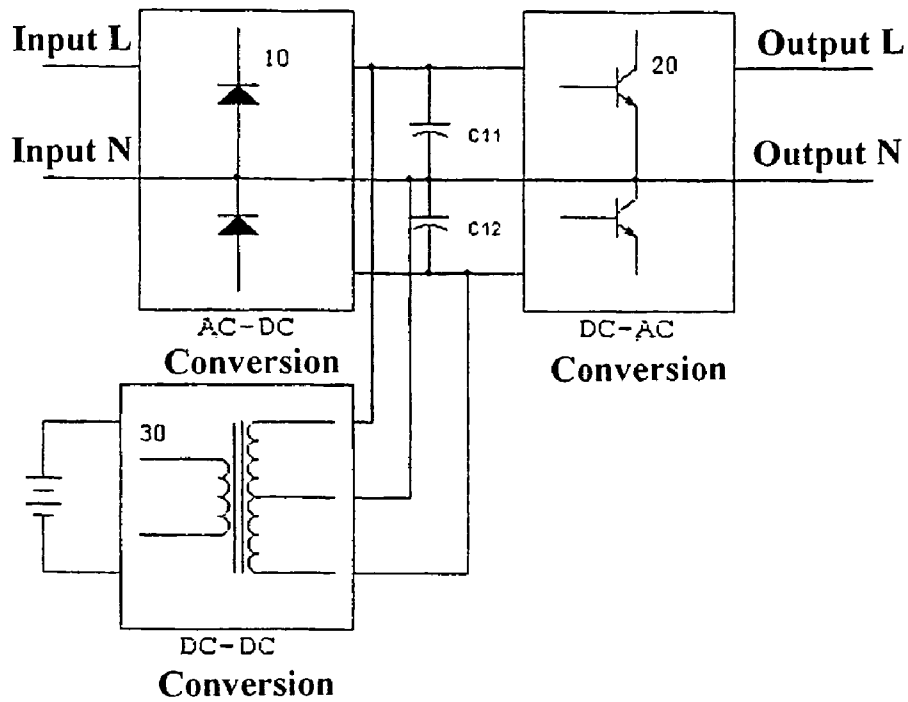 Input L
10
Input N
AC-DC
Conversion
C11
C12
20
Output L
Output N
DC-AC
Conversion
30
DC-DC
Conversion